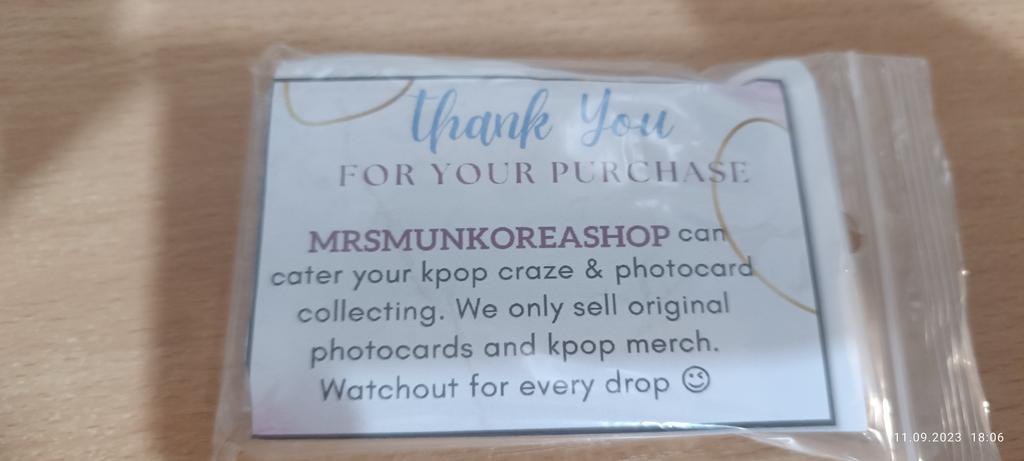 thank you
FOR YOUR PURCHASE
MRSMUNKOREASHOP can
cater your kpop craze & photocard
collecting. We only sell original
photocards and kpop merch.
Watchout for every drop 😉
11.09.2023 18:06